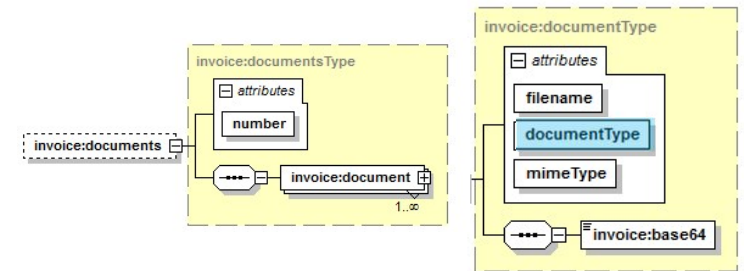 invoice:documentsType
attributes
number
invoice:documents
invoice:document
1..∞
invoice:documentType
attributes
filename
documentType
mimeType
invoice:base64